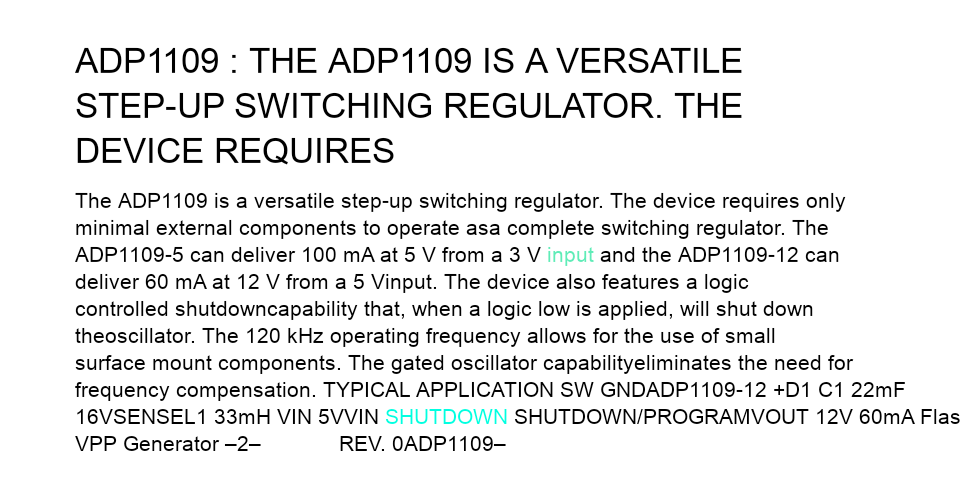 ADP1109 : THE ADP1109 IS A VERSATILE
STEP-UP SWITCHING REGULATOR. THE
DEVICE REQUIRES
The ADP1109 is a versatile step-up switching regulator. The device requires only
minimal external components to operate asa complete switching regulator. The
ADP1109-5 can deliver 100 mA at 5 V from a 3 V input and the ADP1109-12 can
deliver 60 mA at 12 V from a 5 Vinput. The device also features a logic
controlled shutdowncapability that, when a logic low is applied, will shut down
theoscillator. The 120 kHz operating frequency allows for the use of small
surface mount components. The gated oscillator capabilityeliminates the need for
frequency compensation. TYPICAL APPLICATION SW GNDADP1109-12 +D1 C1 22mF
16VSENSEL1 33mH VIN 5VVIN SHUTDOWN SHUTDOWN/PROGRAMVOUT 12V 60mA Flas
VPP Generator –2– REV. 0ADP1109–